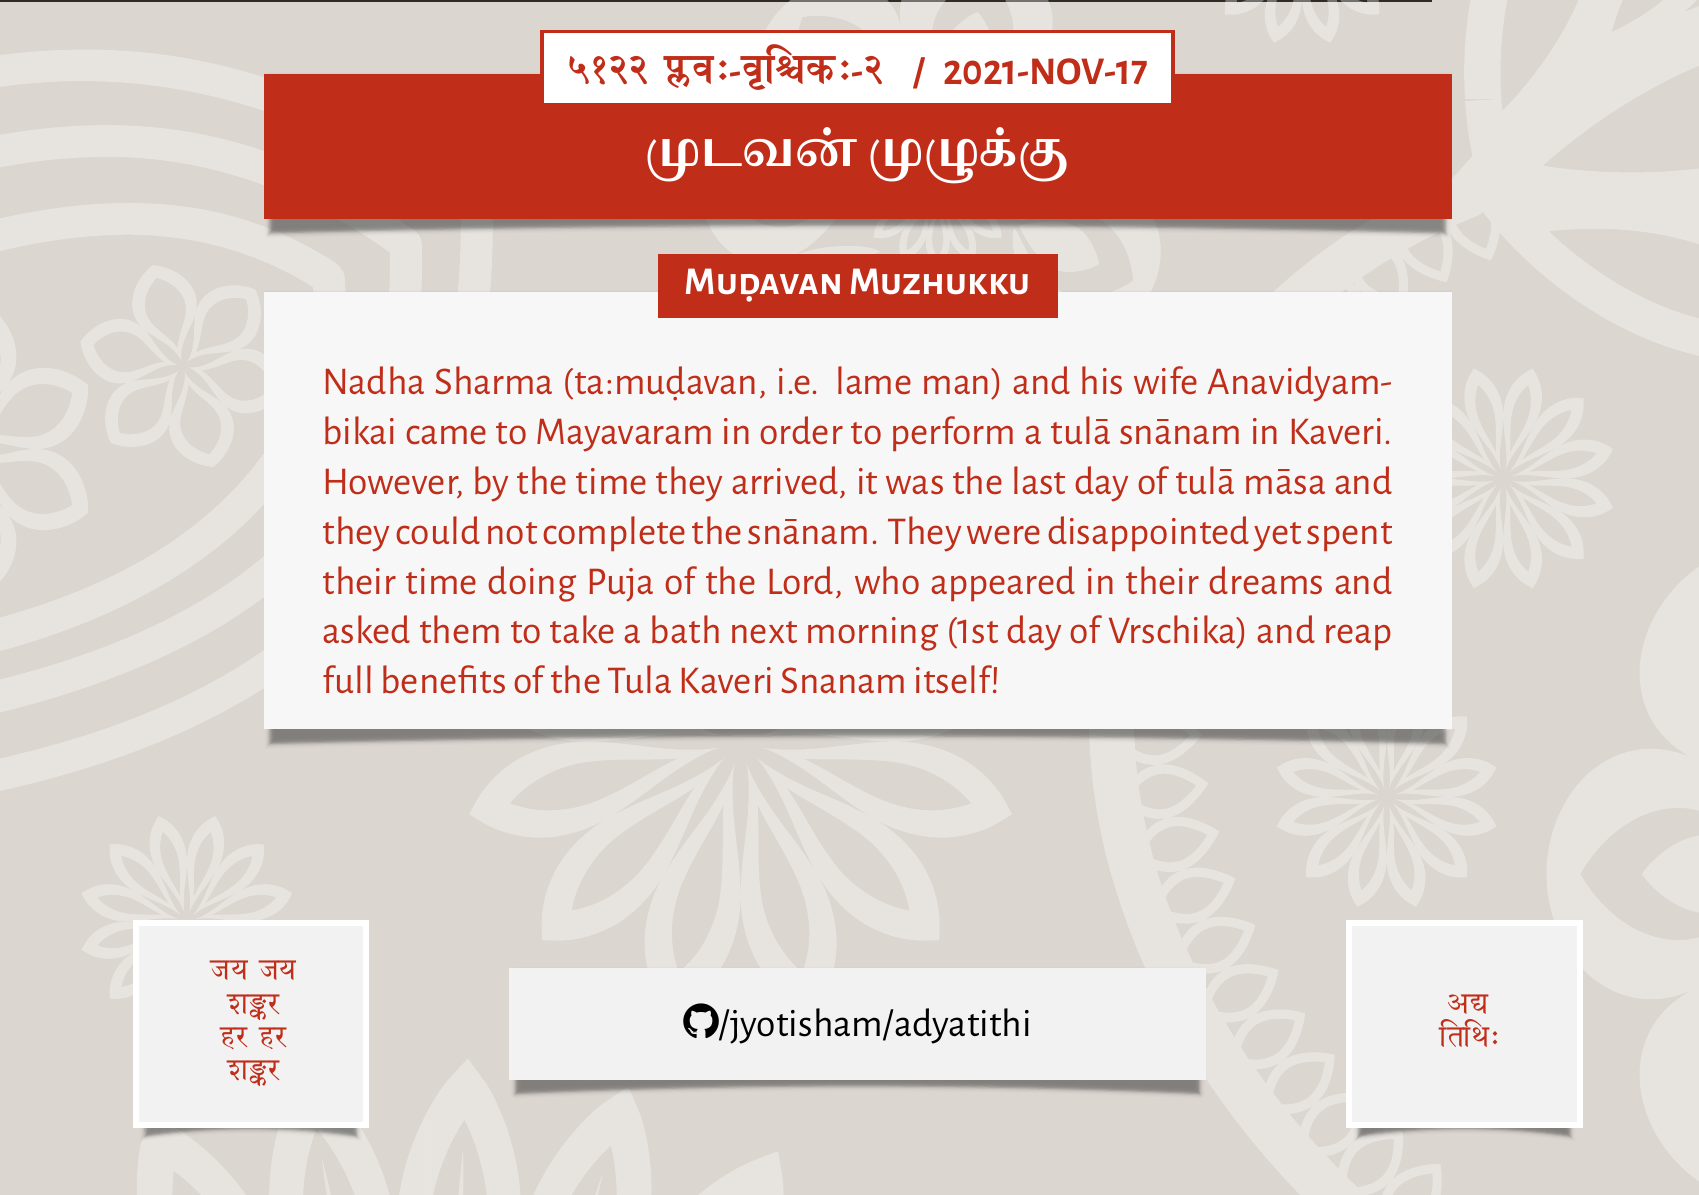 ५१२२ प्लवः-वृश्चिकः-२ / 2021-NOV-17
முடவன் முழுக்கு
Muḍavan Muzhukku
Nadha Sharma (ta:muḍavan, i.e. lame man) and his wife Anavidyam-
bikai came to Mayavaram in order to perform a tulā snānam in Kaveri.
However, by the time they arrived, it was the last day of tulā māsa and
they could not complete the snānam. They were disappointed yet spent
their time doing Puja of the Lord, who appeared in their dreams and
asked them to take a bath next morning (1st day of Vrschika) and reap
full benefits of the Tula Kaveri Snanam itself!
जय जय
शङ्कर
हर हर
शङ्कर
/jyotisham/adyatithi
अद्य
तिथिः